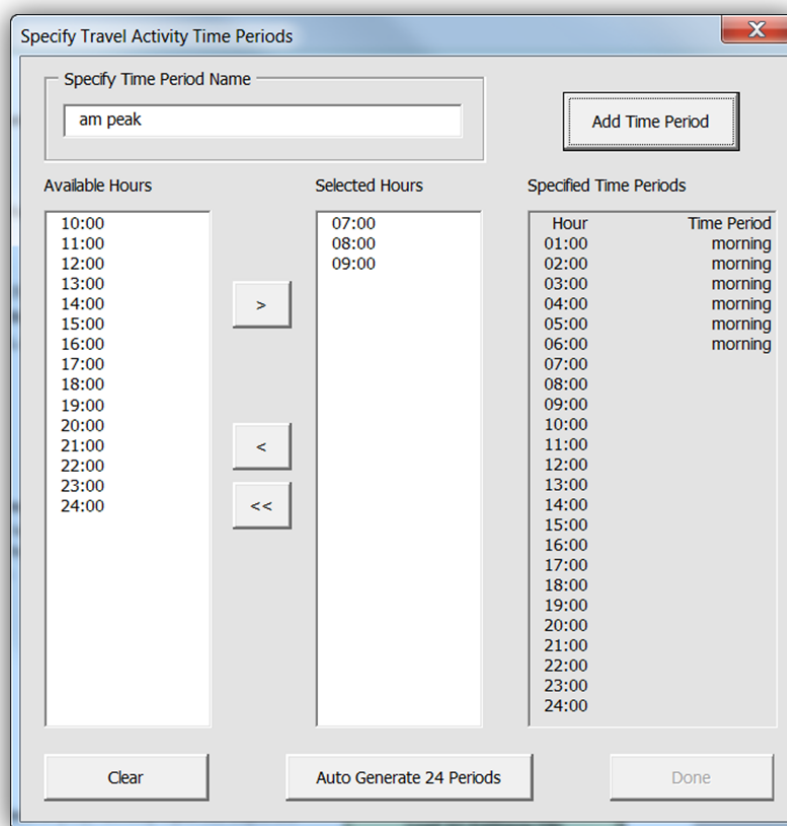 Specify Travel Activity Time Periods
X
Specify Time Period Name
am peak
Add Time Period
Available Hours
10:00
11:00
12:00
13:00
14:00
15:00
16:00
17:00
18:00
19:00
20:00
21:00
22:00
23:00
24:00
>
<
<<
Selected Hours
07:00
08:00
09:00
Specified Time Periods
Hour Time Period
01:00 morning
02:00 morning
03:00 morning
04:00 morning
05:00 morning
06:00 morning
07:00
08:00
09:00
10:00
11:00
12:00
13:00
14:00
15:00
16:00
17:00
18:00
19:00
20:00
21:00
22:00
23:00
24:00
Clear
Auto Generate 24 Periods
Done